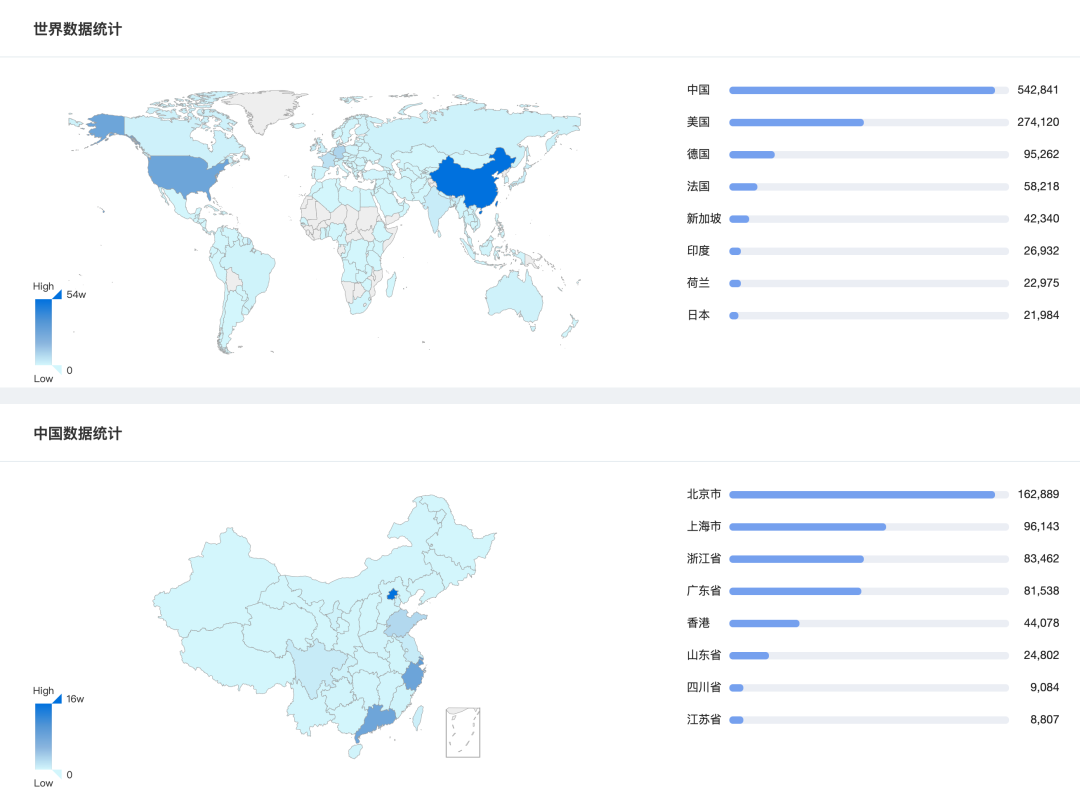 世界数据统计
中国 542,841
美国 274,120
德国 95,262
法国 58,218
新加坡 42,340
印度 26,932
荷兰 22,975
日本 21,984
High
54w
0
Low
中国数据统计
北京市 162,889
上海市 96,143
浙江省 83,462
广东省 81,538
香港 44,078
山东省 24,802
四川省 9,084
江苏省 8,807
High
16w
0
Low